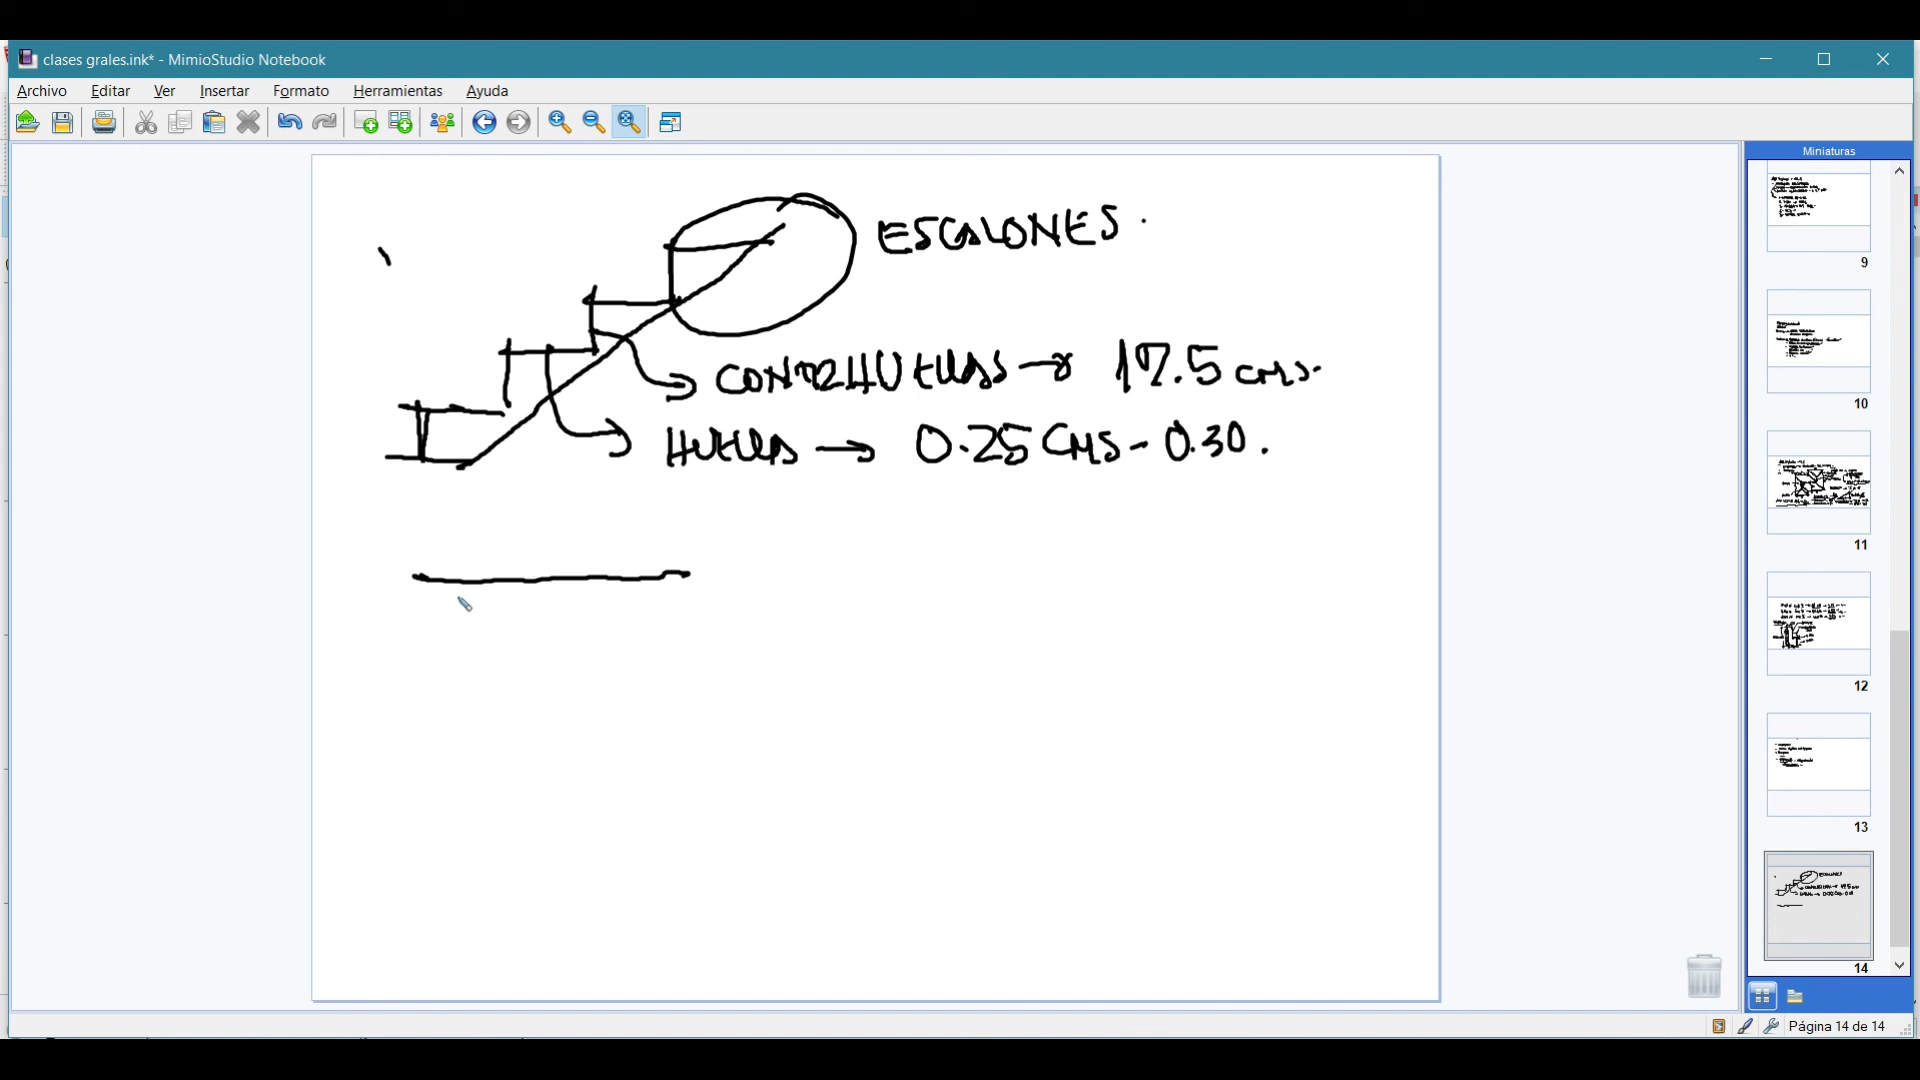 clases grales.ink* - MimioStudio Notebook
Archivo Editar Ver Insertar Formato Herramientas Ayuda
Miniaturas
ESCALONES.
CONTRAHUELLAS → 17.5 CMS.
HUELLA → 0.25 CMS - 0.30.
9
10
11
12
13
14
Página 14 de 14